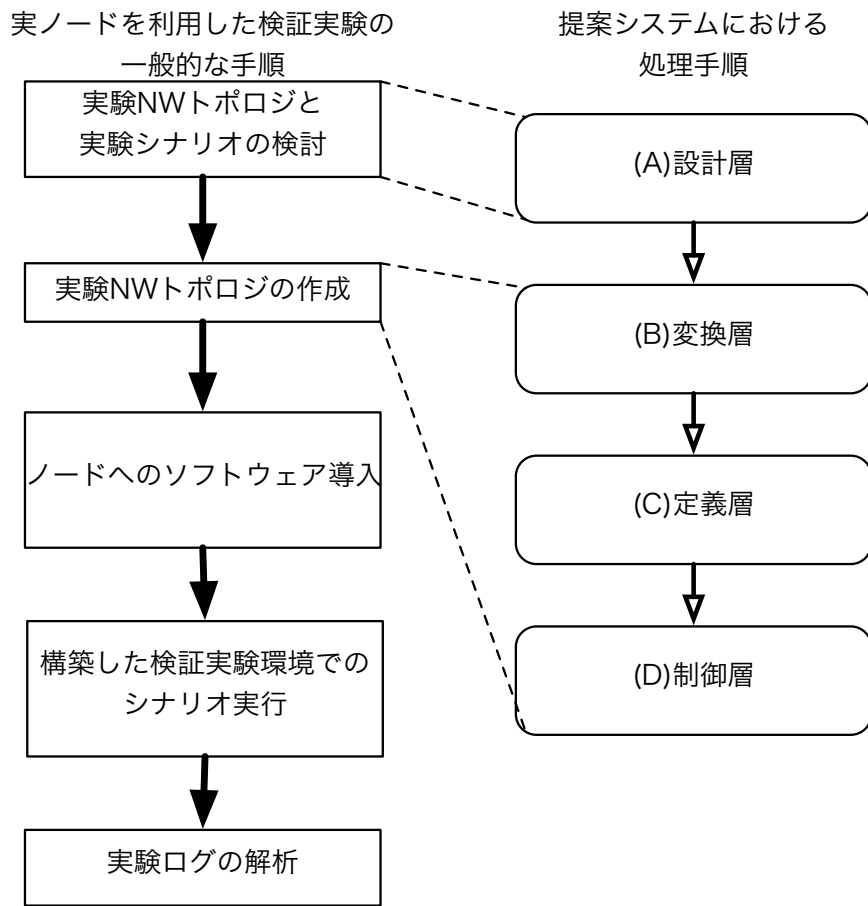 実ノードを利用した検証実験の
一般的な手順
実験NWトポロジと
実験シナリオの検討
実験NWトポロジの作成
ノードへのソフトウェア導入
構築した検証実験環境での
シナリオ実行
実験ログの解析
提案システムにおける
処理手順
(A)設計層
(B)変換層
(C)定義層
(D)制御層